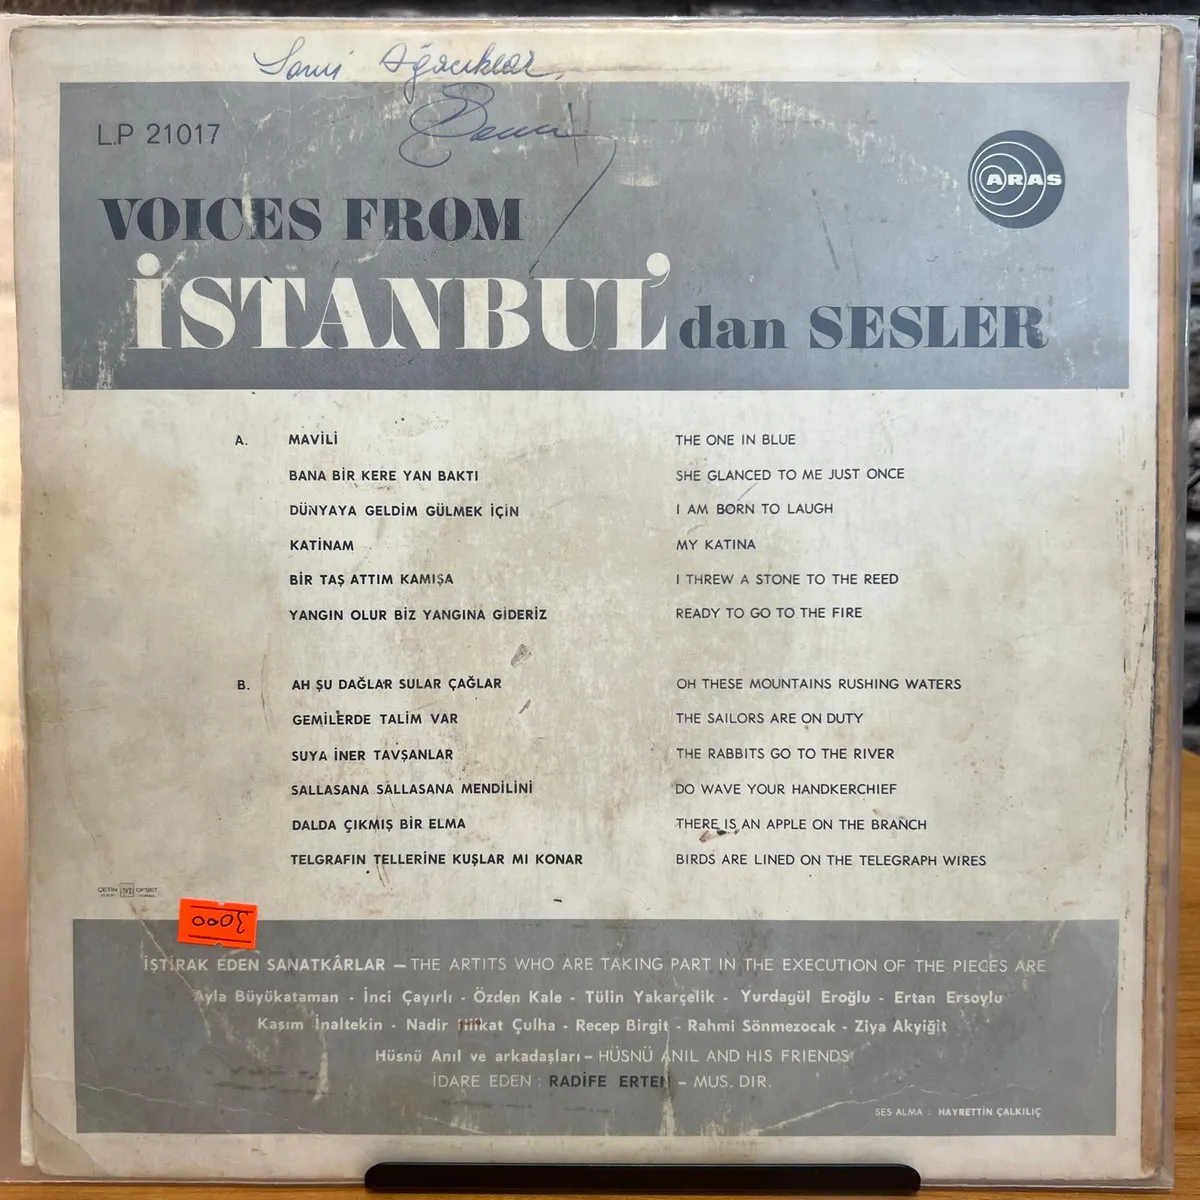 Sami Ağacıklar
L.P 21017
ARAS
VOICES FROM
İSTANBUL'dan SESLER
A. MAVİLİ THE ONE IN BLUE
BANA BİR KERE YAN BAKTI SHE GLANCED TO ME JUST ONCE
DÜNYAYA GELDİM GÜLMEK İÇİN I AM BORN TO LAUGH
KATİNAM MY KATINA
BİR TAŞ ATTIM KAMIŞA I THREW A STONE TO THE REED
YANGIN OLUR BİZ YANGINA GİDERİZ READY TO GO TO THE FIRE
B. AH ŞU DAĞLAR SULAR ÇAĞLAR OH THESE MOUNTAINS RUSHING WATERS
GEMİLERDE TALİM VAR THE SAILORS ARE ON DUTY
SUYA İNER TAVŞANLAR THE RABBITS GO TO THE RIVER
SALLASANA SALLASANA MENDİLİNİ DO WAVE YOUR HANDKERCHIEF
DALDA ÇIKMIŞ BİR ELMA THERE IS AN APPLE ON THE BRANCH
TELGRAFIN TELLERİNE KUŞLAR MI KONAR BIRDS ARE LINED ON THE TELEGRAPH WIRES
ÇETİN OFSET
3000
İŞTİRAK EDEN SANATKÂRLAR — THE ARTITS WHO ARE TAKING PART IN THE EXECUTION OF THE PIECES ARE
Ayla Büyükataman - İnci Çayırlı - Özden Kale - Tülin Yakarçelik - Yurdagül Eroğlu - Ertan Ersoylu
Kasım İnaltekin - Nadir Hilkat Çulha - Recep Birgit - Rahmi Sönmezocak - Ziya Akyiğit
Hüsnü Anıl ve arkadaşları – HÜSNÜ ANIL AND HIS FRIENDS
İDARE EDEN : RADİFE ERTEN – MUS. DIR.
SES ALMA : HAYRETTİN ÇALKILIÇ